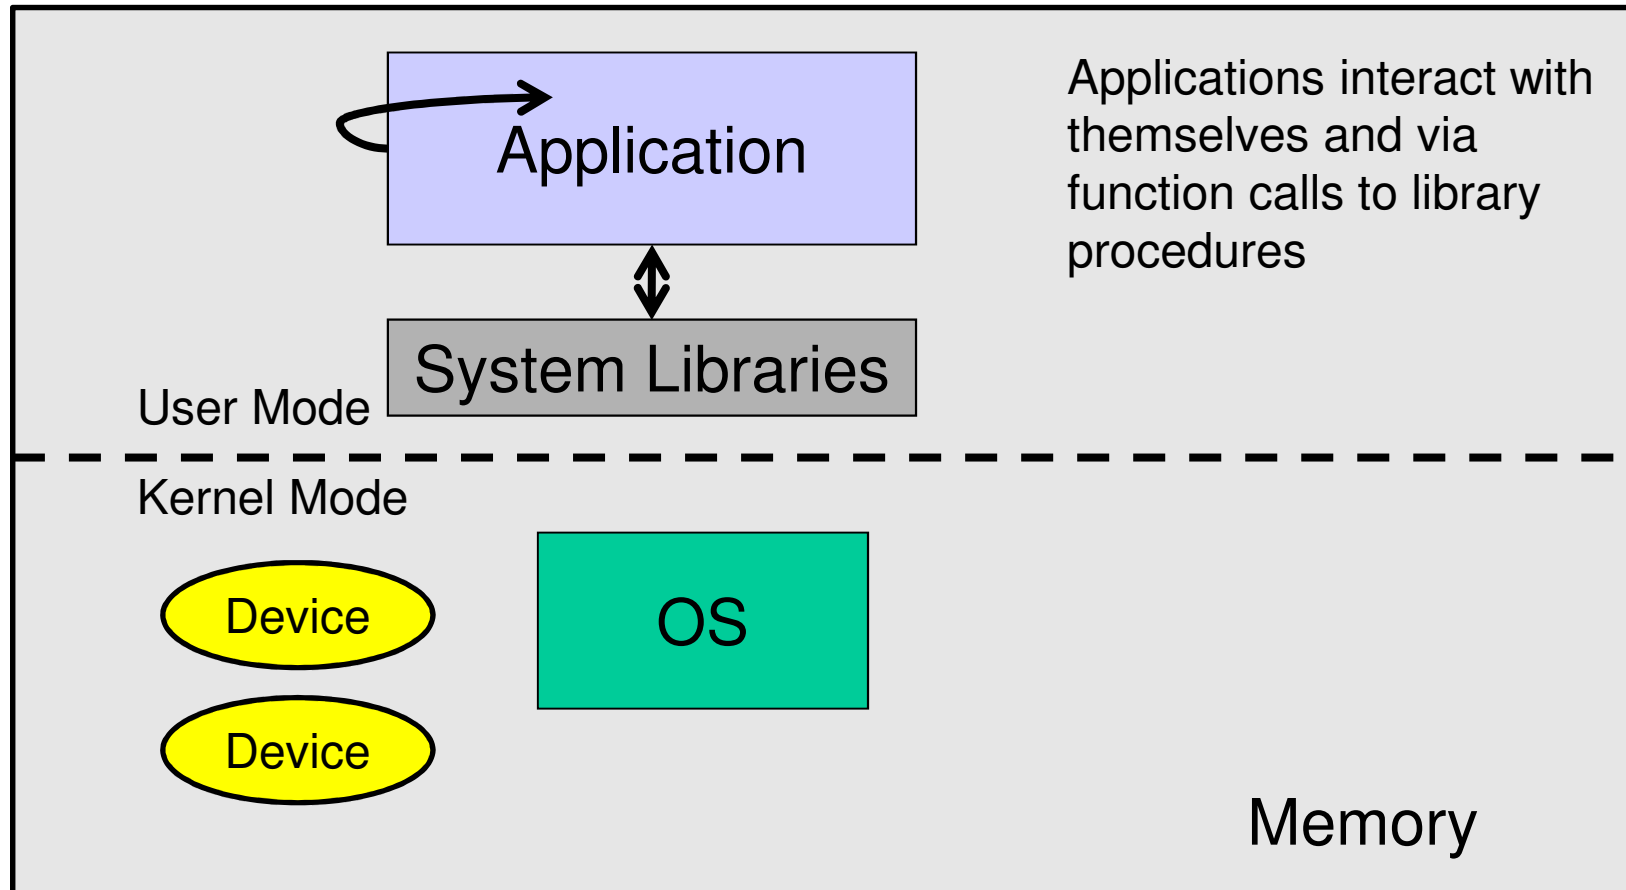 Application
Applications interact with
themselves and via
function calls to library
procedures
System Libraries
User Mode
Kernel Mode
Device
OS
Device
Memory